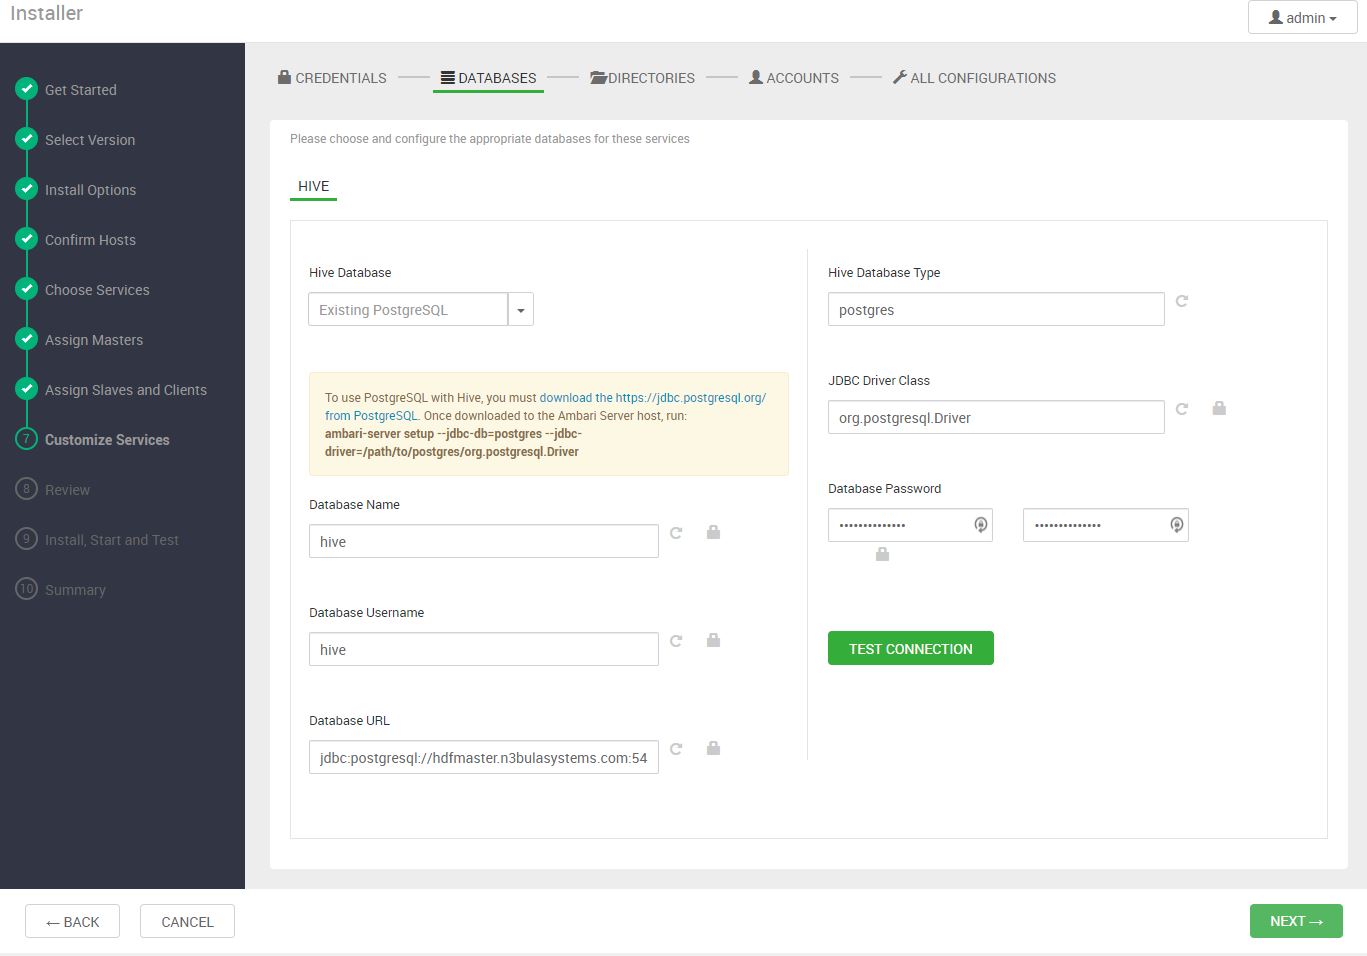 Installer
admin
Get Started
Select Version
Install Options
Confirm Hosts
Choose Services
Assign Masters
Assign Slaves and Clients
7 Customize Services
8 Review
9 Install, Start and Test
10 Summary
CREDENTIALS
DATABASES
DIRECTORIES
ACCOUNTS
ALL CONFIGURATIONS
Please choose and configure the appropriate databases for these services
HIVE
Hive Database
Existing PostgreSQL
To use PostgreSQL with Hive, you must download the https://jdbc.postgresql.org/
from PostgreSQL. Once downloaded to the Ambari Server host, run:
ambari-server setup --jdbc-db=postgres --jdbc-
driver=/path/to/postgres/org.postgresql.Driver
Database Name
hive
Database Username
hive
Database URL
jdbc:postgresql://hdfmaster.n3bulasystems.com:54
Hive Database Type
postgres
JDBC Driver Class
org.postgresql.Driver
Database Password
•••••••••••••• ••••••••••••••
TEST CONNECTION
← BACK
CANCEL
NEXT →